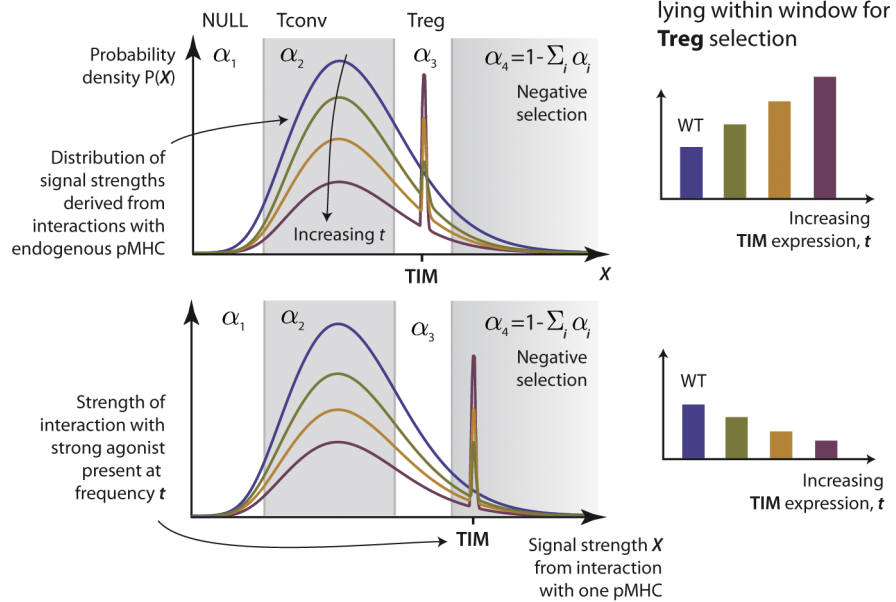 NULL Tconv Treg
Probability
density P(X)
α1 α2 α3 α4=1-Σi αi
Negative
selection
Distribution of
signal strengths
derived from
interactions with
endogenous pMHC
Increasing t
TIM
X
lying within window for
Treg selection
WT
Increasing
TIM expression, t
α1 α2 α3 α4=1-Σi αi
Negative
selection
Strength of
interaction with
strong agonist
present at
frequency t
TIM
Signal strength X
from interaction
with one pMHC
WT
Increasing
TIM expression, t